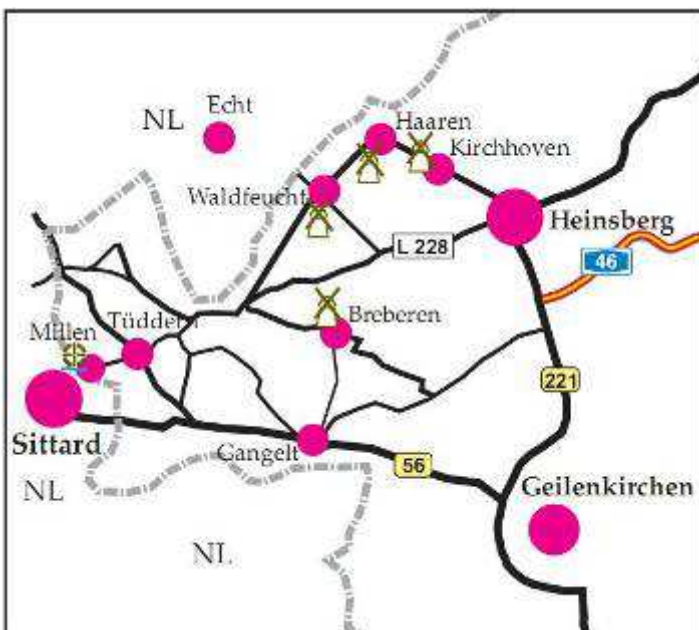 Echt
NL
Haaren
Kirchhoven
Waldfeucht
Heinsberg
L 228
46
Millen
Tüddern
Breberen
221
Sittard
Gangelt
56
Geilenkirchen
NL
NL